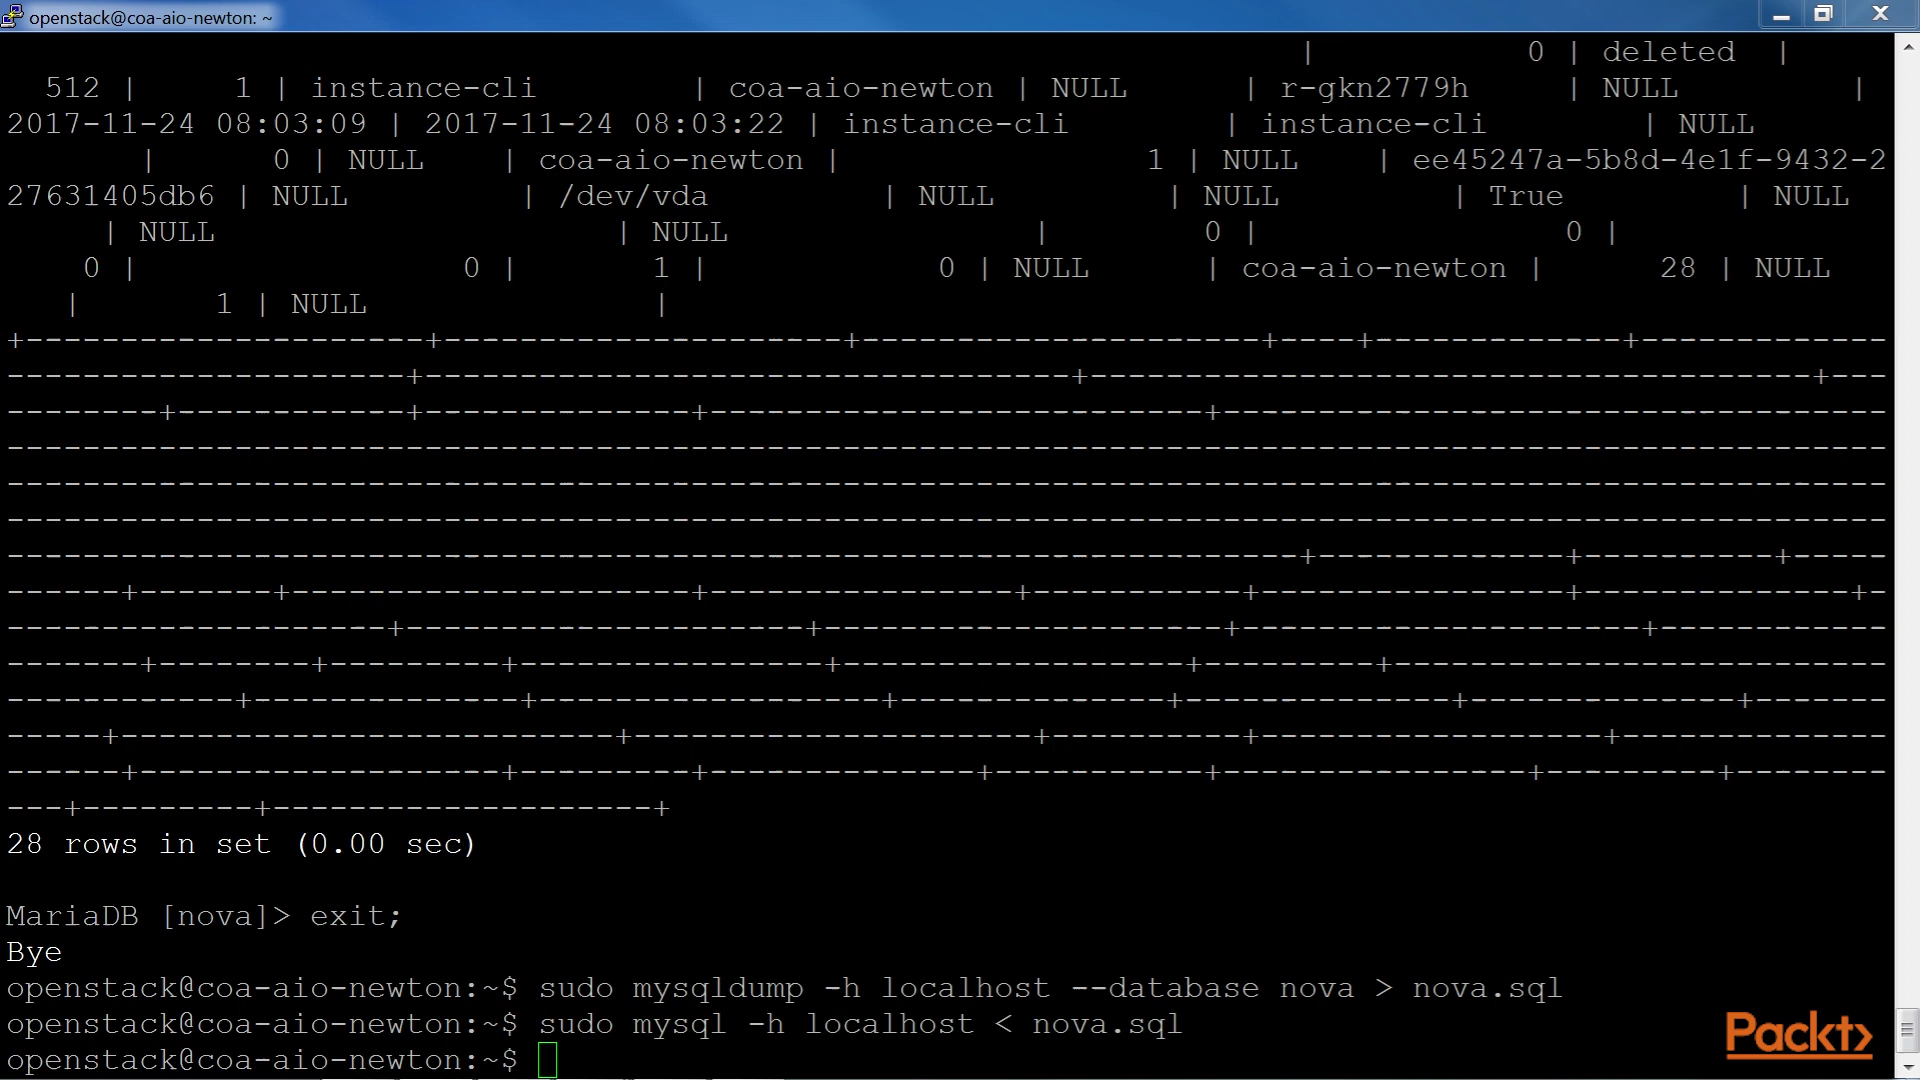 openstack@coa-aio-newton: ~
| 0 | deleted |
512 | 1 | instance-cli | coa-aio-newton | NULL | r-gkn2779h | NULL |
2017-11-24 08:03:09 | 2017-11-24 08:03:22 | instance-cli | instance-cli | NULL
| 0 | NULL | coa-aio-newton | 1 | NULL | ee45247a-5b8d-4e1f-9432-2
27631405db6 | NULL | /dev/vda | NULL | NULL | True | NULL
| NULL | NULL | 0 | 0 |
0 | 0 | 1 | 0 | NULL | coa-aio-newton | 28 | NULL
| 1 | NULL |
28 rows in set (0.00 sec)
MariaDB [nova]> exit;
Bye
openstack@coa-aio-newton:~$ sudo mysqldump -h localhost --database nova > nova.sql
openstack@coa-aio-newton:~$ sudo mysql -h localhost < nova.sql
openstack@coa-aio-newton:~$
Packt>